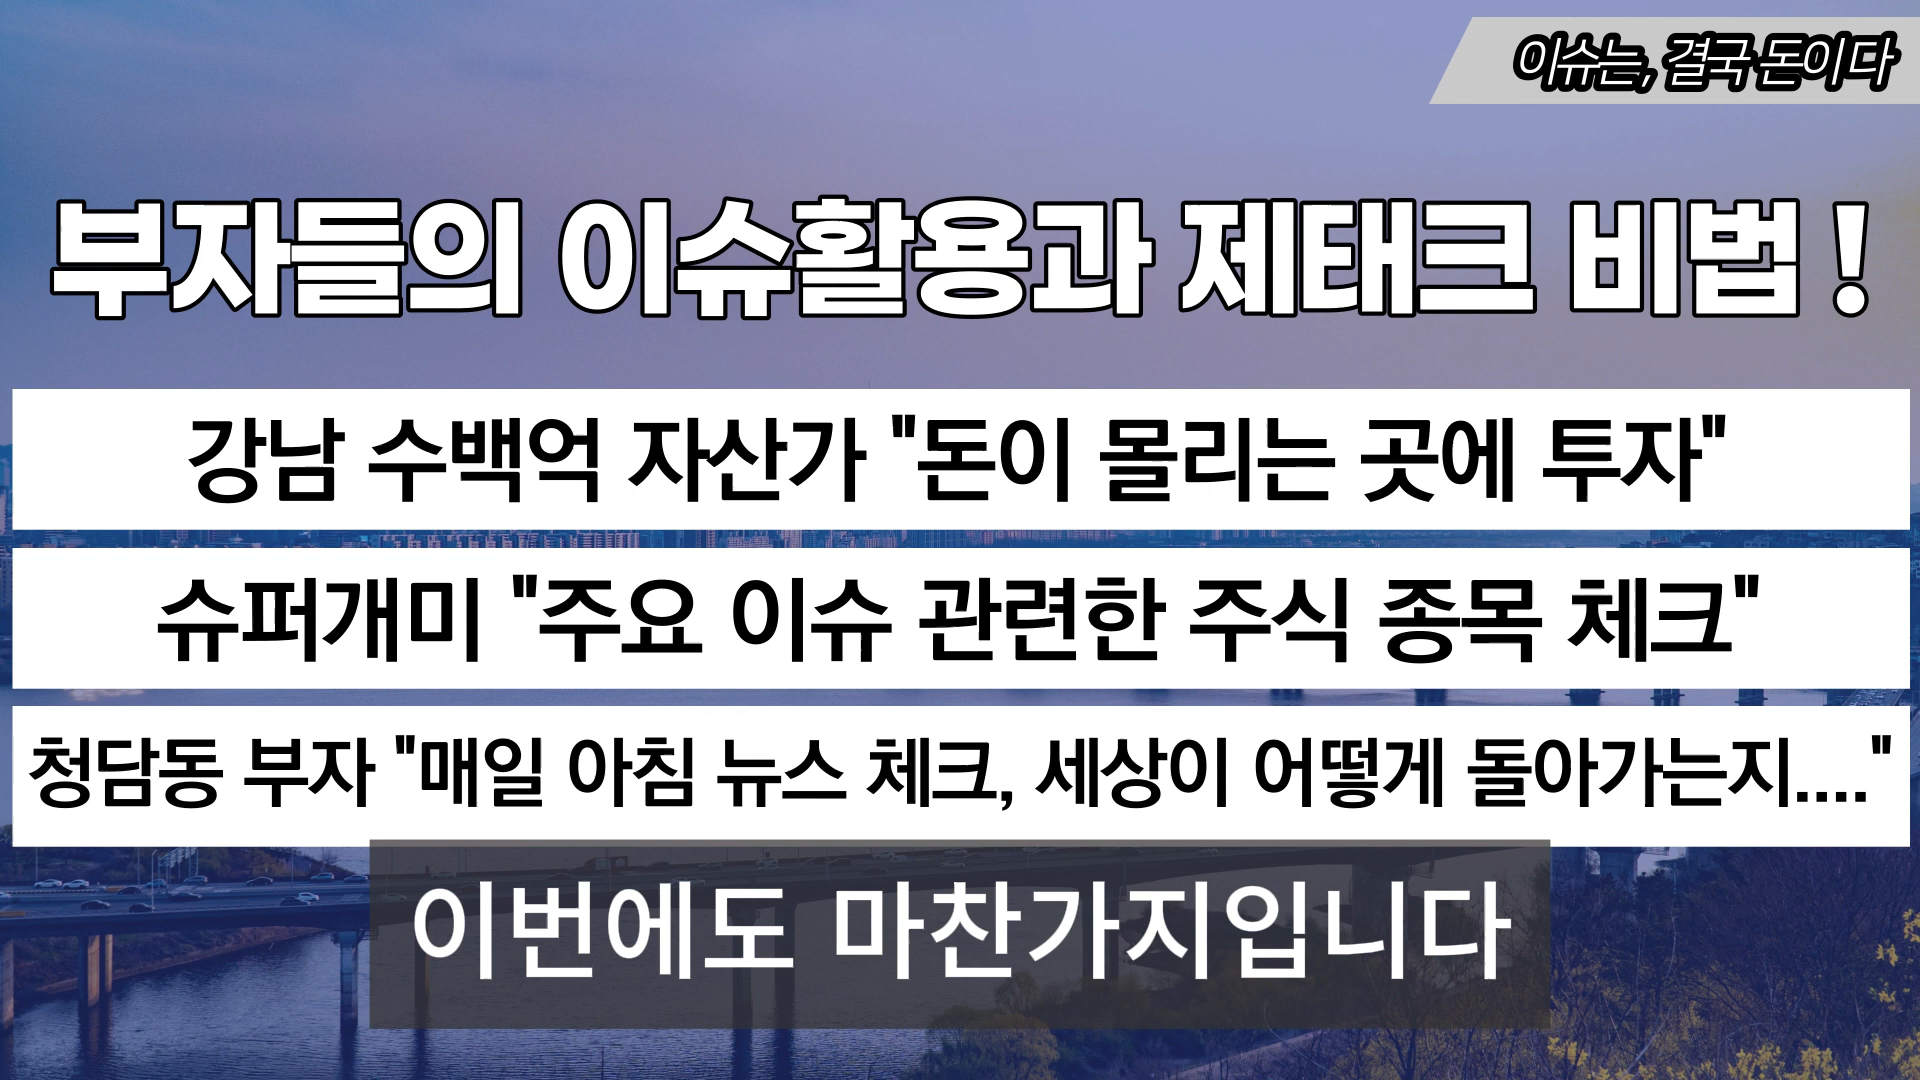 이슈는, 결국 돈이다
부자들의 이슈활용과 제태크 비법 !
강남 수백억 자산가 "돈이 몰리는 곳에 투자"
슈퍼개미 "주요 이슈 관련한 주식 종목 체크"
청담동 부자 "매일 아침 뉴스 체크, 세상이 어떻게 돌아가는지...."
이번에도 마찬가지입니다